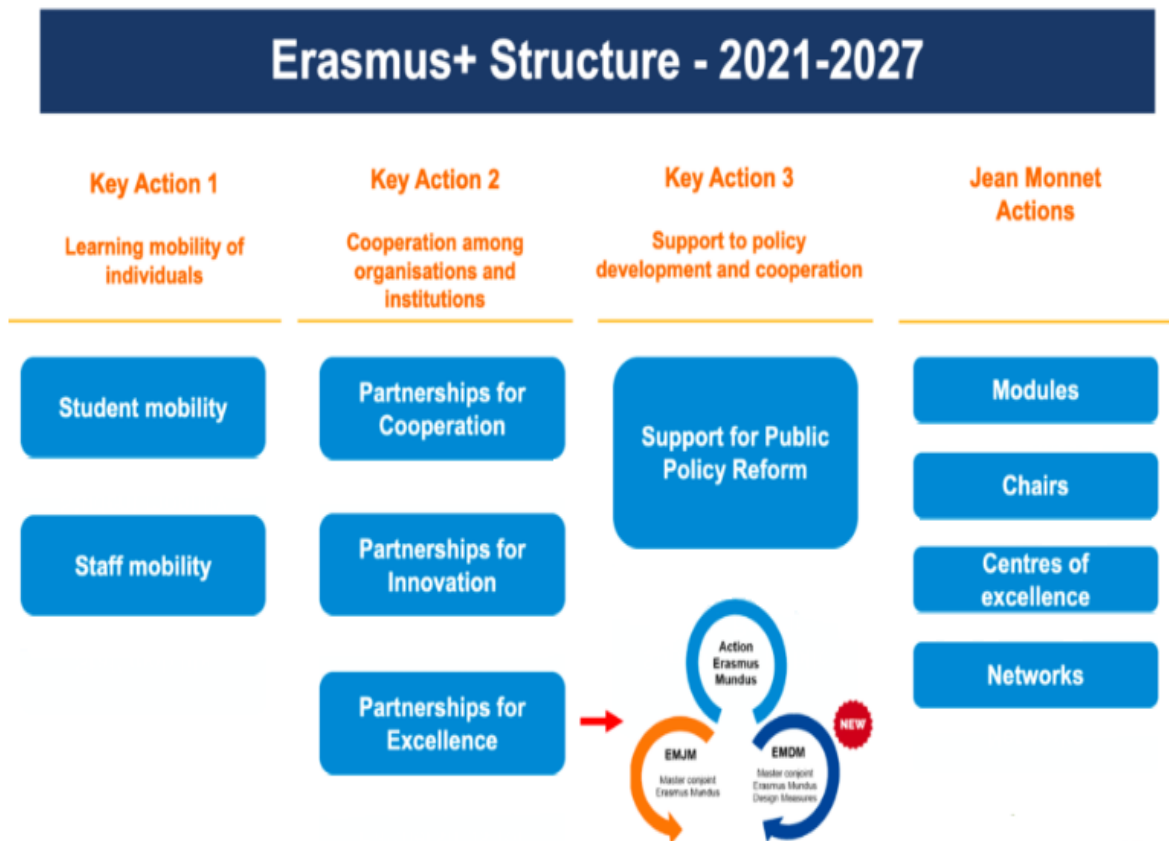 Erasmus+ Structure - 2021-2027
Key Action 1
Learning mobility of
individuals
Student mobility
Staff mobility
Key Action 2
Cooperation among
organisations and
institutions
Partnerships for
Cooperation
Partnerships for
Innovation
Partnerships for
Excellence
Key Action 3
Support to policy
development and cooperation
Support for Public
Policy Reform
Action
Erasmus
Mundus
EMJM
Master conjoint
Erasmus Mundus
NEW
EMDM
Master conjoint
Erasmus Mundus
Design Measures
Jean Monnet
Actions
Modules
Chairs
Centres of
excellence
Networks